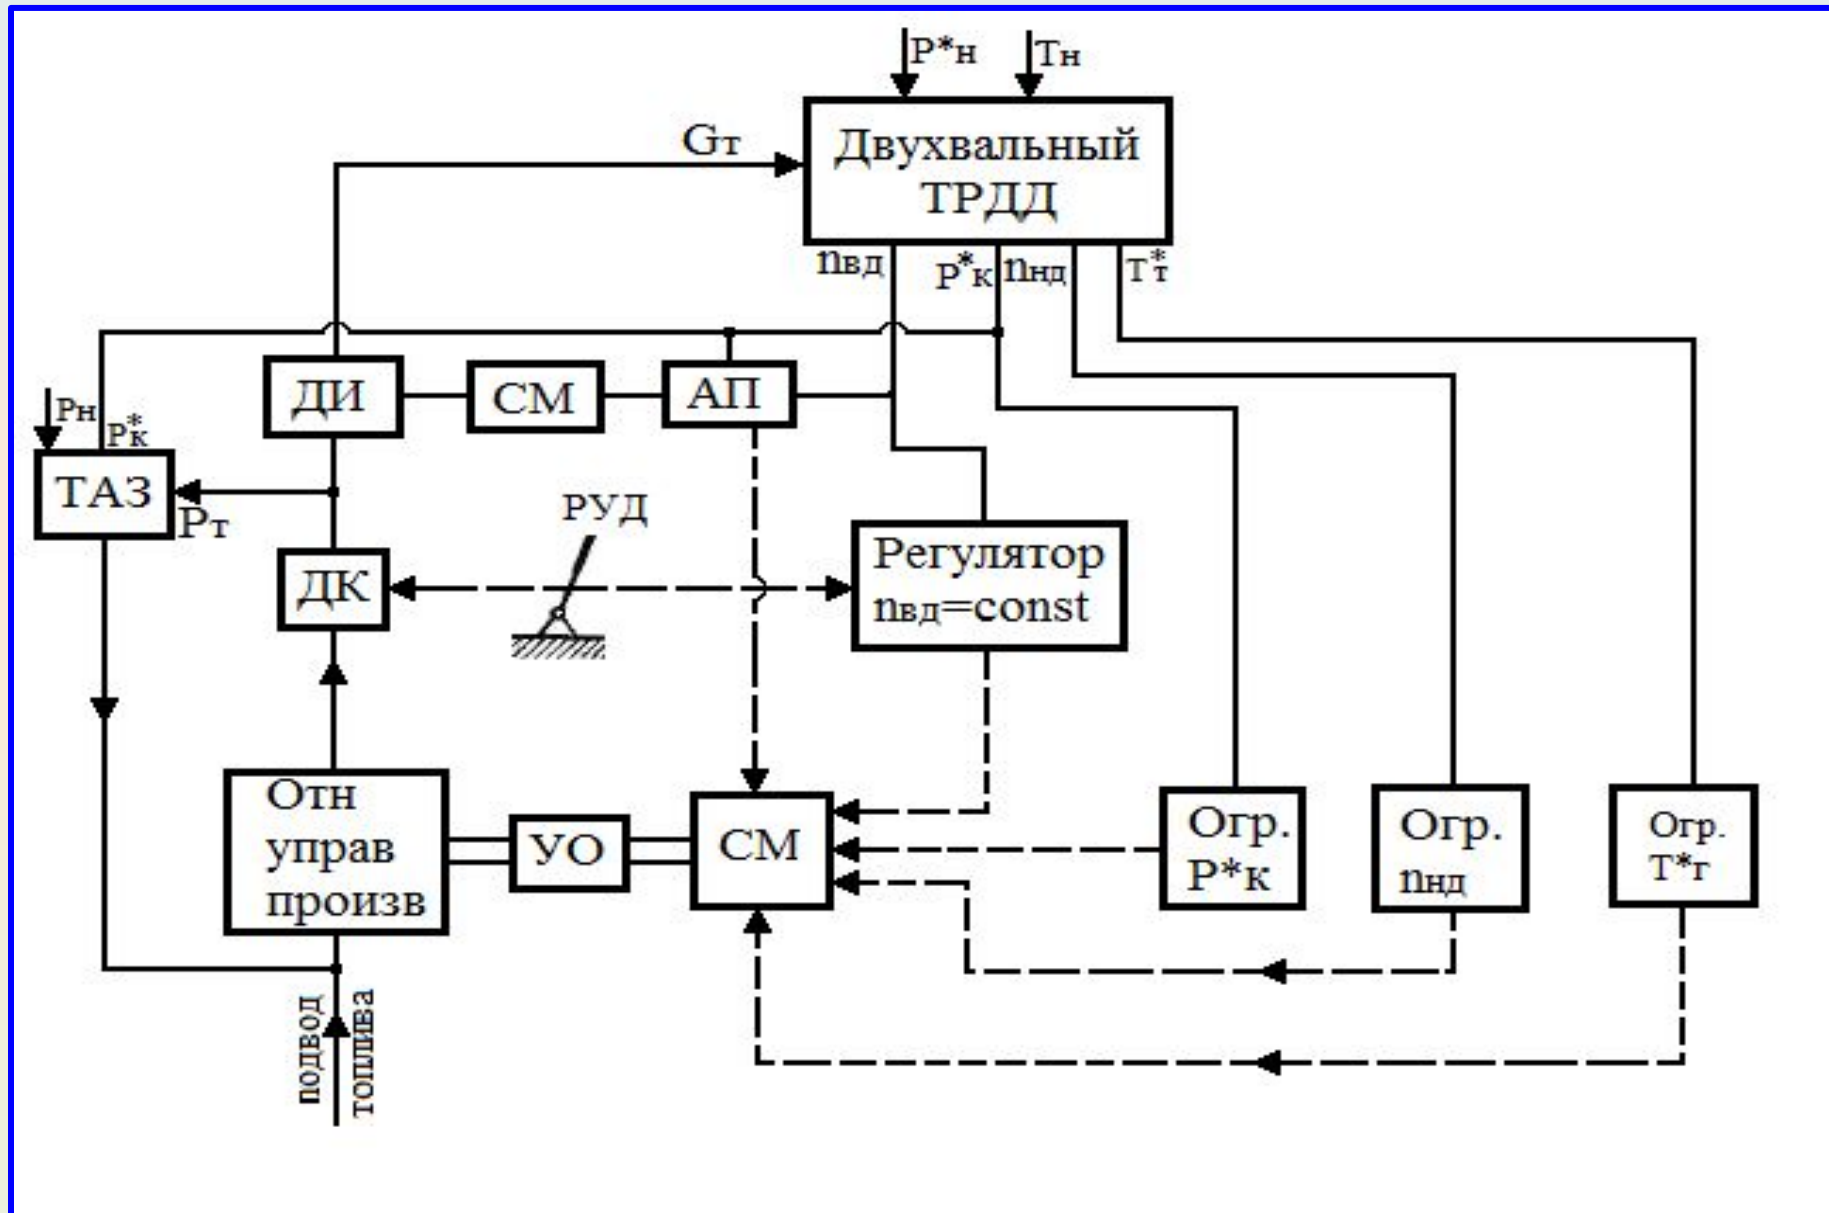 P*н
Tн
Gт
Двухвальный
ТРДД
nвд
P*к
nнд
T*т
ДИ
СМ
АП
Pн
P*к
ТАЗ
Pт
РУД
ДК
Регулятор
nвд=const
Отн
управ
произв
УО
СМ
Огр.
P*к
Огр.
nнд
Огр.
T*г
подвод
топлива